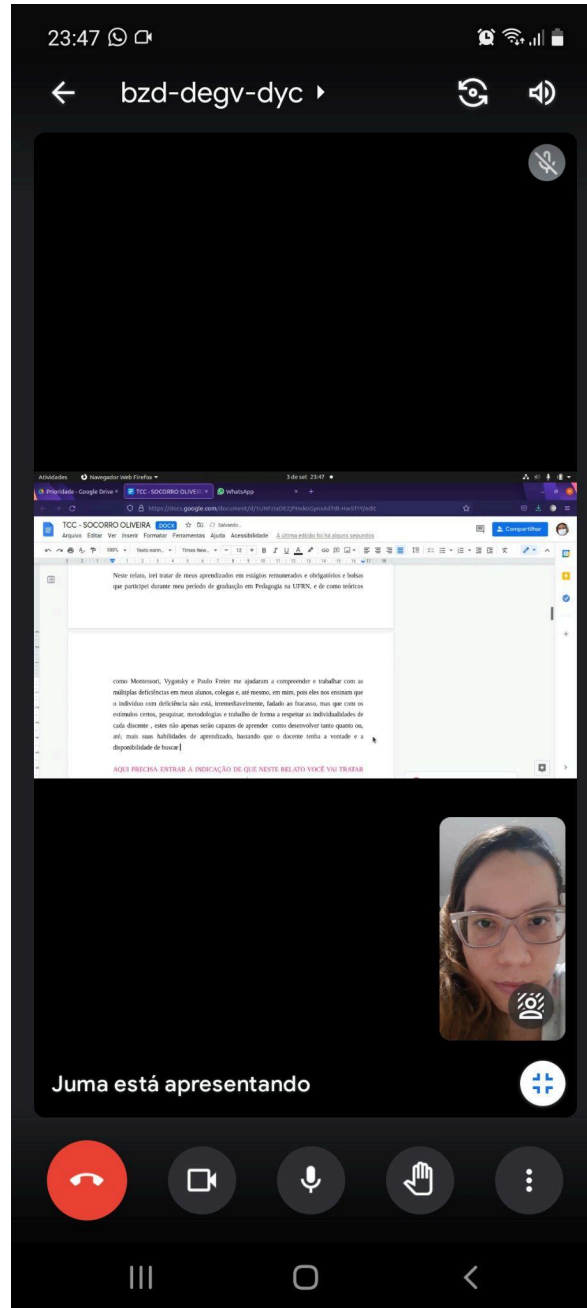 23:47
bzd-degv-dyc
Atividades Navegador Web Firefox 3 de set 23:47
Prioridade - Google Drive TCC - SOCORRO OLIVEI WhatsApp
TCC - SOCORRO OLIVEIRA .DOCX Salvando...
Compartilhar
Arquivo Editar Ver Inserir Formatar Ferramentas Ajuda Acessibilidade A última edição foi há alguns segundos
100% Texto norm... Times New... 12
Neste relato, irei tratar de meus aprendizados em estágios remunerados e obrigatórios e bolsas
que participei durante meu período de graduação em Pedagogia na UFRN, e de como teóricos
como Montessori, Vygotsky e Paulo Freire me ajudaram a compreender e trabalhar com as
múltiplas deficiências em meus alunos, colegas e, até mesmo, em mim, pois eles nos ensinam que
o indivíduo com deficiência não está, irremediavelmente, fadado ao fracasso, mas que com os
estímulos certos, pesquisar, metodologias e trabalho de forma a respeitar as individualidades de
cada discente , estes não apenas serão capazes de aprender como desenvolver tanto quanto ou,
até, mais suas habilidades de aprendizado, bastando que o docente tenha a vontade e a
disponibilidade de buscar
AQUI PRECISA ENTRAR A INDICAÇÃO DE QUE NESTE RELATO VOCÊ VAI TRATAR
Juma está apresentando